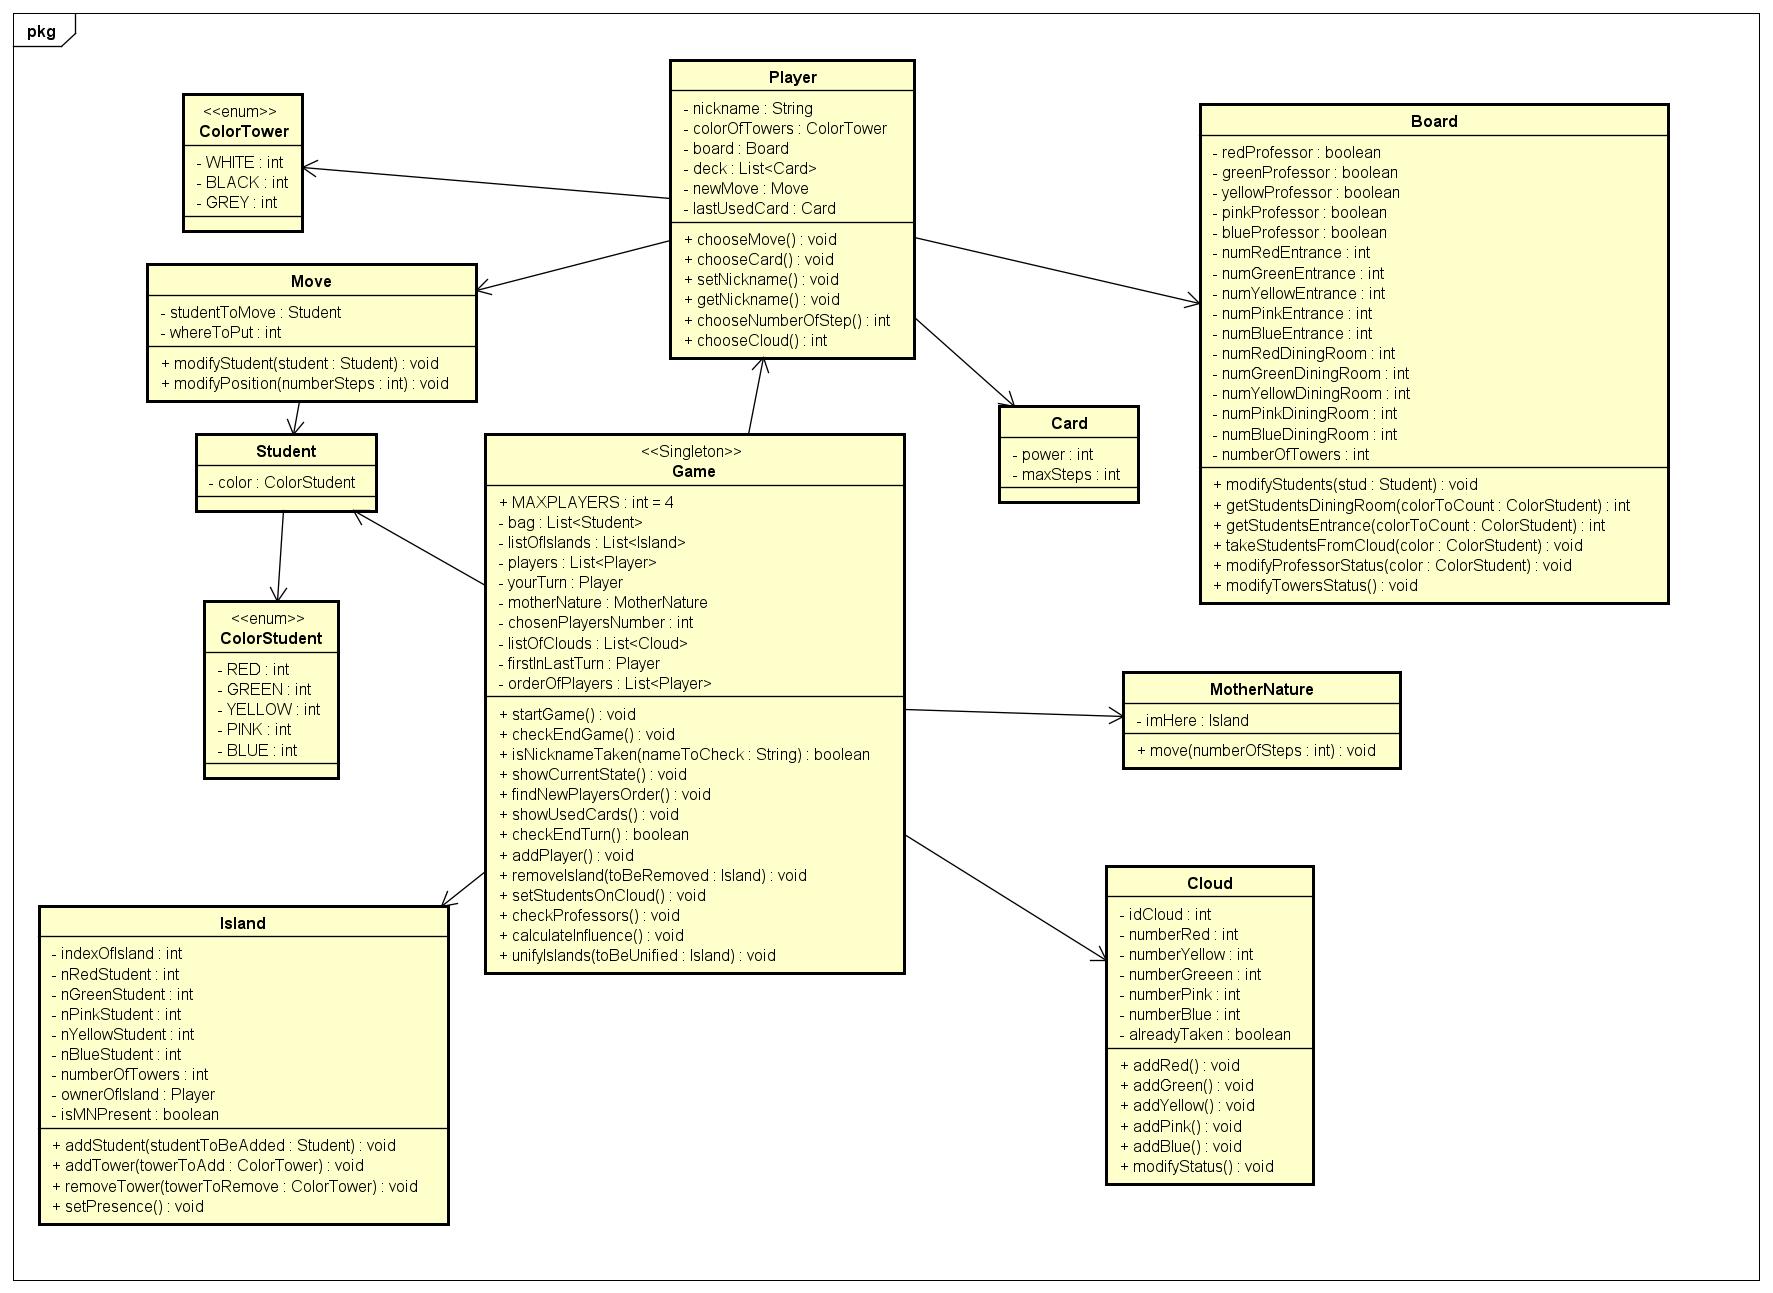 pkg
<<enum>>
ColorTower
- WHITE : int
- BLACK : int
- GREY : int
Player
- nickname : String
- colorOfTowers : ColorTower
- board : Board
- deck : List<Card>
- newMove : Move
- lastUsedCard : Card
+ chooseMove() : void
+ chooseCard() : void
+ setNickname() : void
+ getNickname() : void
+ chooseNumberOfStep() : int
+ chooseCloud() : int
Board
- redProfessor : boolean
- greenProfessor : boolean
- yellowProfessor : boolean
- pinkProfessor : boolean
- blueProfessor : boolean
- numRedEntrance : int
- numGreenEntrance : int
- numYellowEntrance : int
- numPinkEntrance : int
- numBlueEntrance : int
- numRedDiningRoom : int
- numGreenDiningRoom : int
- numYellowDiningRoom : int
- numPinkDiningRoom : int
- numBlueDiningRoom : int
- numberOfTowers : int
+ modifyStudents(stud : Student) : void
+ getStudentsDiningRoom(colorToCount : ColorStudent) : int
+ getStudentsEntrance(colorToCount : ColorStudent) : int
+ takeStudentsFromCloud(color : ColorStudent) : void
+ modifyProfessorStatus(color : ColorStudent) : void
+ modifyTowersStatus() : void
Move
- studentToMove : Student
- whereToPut : int
+ modifyStudent(student : Student) : void
+ modifyPosition(numberSteps : int) : void
Card
- power : int
- maxSteps : int
Student
- color : ColorStudent
<<Singleton>>
Game
+ MAXPLAYERS : int = 4
- bag : List<Student>
- listOfIslands : List<Island>
- players : List<Player>
- yourTurn : Player
- motherNature : MotherNature
- chosenPlayersNumber : int
- listOfClouds : List<Cloud>
- firstInLastTurn : Player
- orderOfPlayers : List<Player>
+ startGame() : void
+ checkEndGame() : void
+ isNicknameTaken(nameToCheck : String) : boolean
+ showCurrentState() : void
+ findNewPlayersOrder() : void
+ showUsedCards() : void
+ checkEndTurn() : boolean
+ addPlayer() : void
+ removeIsland(toBeRemoved : Island) : void
+ setStudentsOnCloud() : void
+ checkProfessors() : void
+ calculateInfluence() : void
+ unifyIslands(toBeUnified : Island) : void
<<enum>>
ColorStudent
- RED : int
- GREEN : int
- YELLOW : int
- PINK : int
- BLUE : int
MotherNature
- imHere : Island
+ move(numberOfSteps : int) : void
Cloud
- idCloud : int
- numberRed : int
- numberYellow : int
- numberGreeen : int
- numberPink : int
- numberBlue : int
- alreadyTaken : boolean
+ addRed() : void
+ addGreen() : void
+ addYellow() : void
+ addPink() : void
+ addBlue() : void
+ modifyStatus() : void
Island
- indexOfIsland : int
- nRedStudent : int
- nGreenStudent : int
- nPinkStudent : int
- nYellowStudent : int
- nBlueStudent : int
- numberOfTowers : int
- ownerOfIsland : Player
- isMNPresent : boolean
+ addStudent(studentToBeAdded : Student) : void
+ addTower(towerToAdd : ColorTower) : void
+ removeTower(towerToRemove : ColorTower) : void
+ setPresence() : void